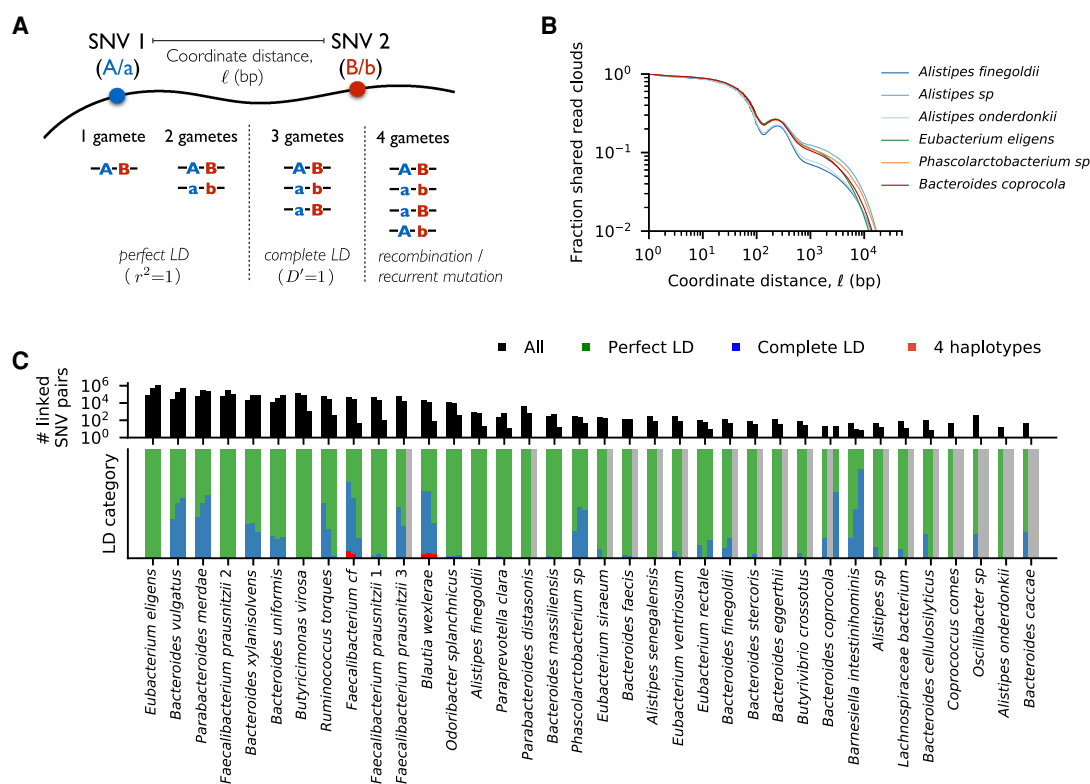 A
SNV 1
SNV 2
(A/a)
Coordinate distance,
ℓ (bp)
(B/b)
1 gamete
2 gametes
3 gametes
4 gametes
A B
A B
A B
A B
a b
a b
a b
a B
a B
A b
perfect LD
(r²=1)
complete LD
(D′=1)
recombination /
recurrent mutation
B
Fraction shared read clouds
10⁰
10⁻¹
10⁻²
10⁰ 10¹ 10² 10³ 10⁴
Coordinate distance, ℓ (bp)
Alistipes finegoldii
Alistipes sp
Alistipes onderdonkii
Eubacterium eligens
Phascolarctobacterium sp
Bacteroides coprocola
C
All
Perfect LD
Complete LD
4 haplotypes
# linked
SNV pairs
10⁶
10⁴
10²
10⁰
LD category
Eubacterium eligens
Bacteroides vulgatus
Parabacteroides merdae
Faecalibacterium prausnitzii 2
Bacteroides xylanisolvens
Bacteroides uniformis
Butyricimonas virosa
Ruminococcus torques
Faecalibacterium cf
Faecalibacterium prausnitzii 1
Faecalibacterium prausnitzii 3
Blautia wexlerae
Odoribacter splanchnicus
Alistipes finegoldii
Paraprevotella clara
Parabacteroides distasonis
Bacteroides massiliensis
Phascolarctobacterium sp
Eubacterium siraeum
Bacteroides faecis
Alistipes senegalensis
Eubacterium ventriosum
Eubacterium rectale
Bacteroides finegoldii
Bacteroides stercoris
Bacteroides eggerthii
Butyrivibrio crossotus
Bacteroides coprocola
Barnesiella intestinihominis
Alistipes sp
Lachnospiraceae bacterium
Bacteroides cellulosilyticus
Coprococcus comes
Oscillibacter sp
Alistipes onderdonkii
Bacteroides caccae